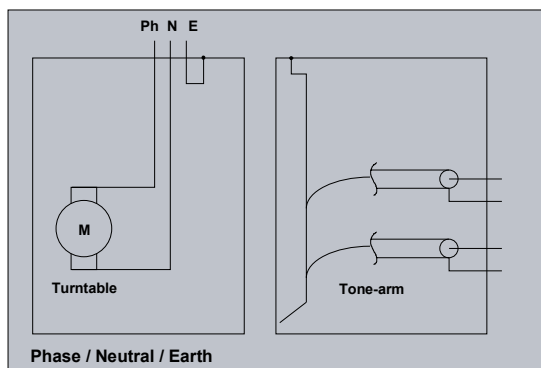 Ph N E
M
Turntable
Tone-arm
Phase / Neutral / Earth